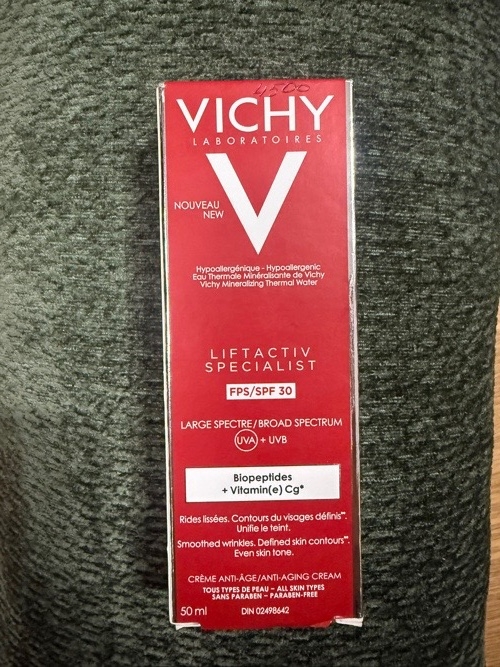 4500
VICHY
LABORATOIRES
V
NOUVEAU
NEW
Hypoallergénique - Hypoallergenic
Eau Thermale Minéralisante de Vichy
Vichy Mineralizing Thermal Water
LIFTACTIV
SPECIALIST
FPS/SPF 30
LARGE SPECTRE/BROAD SPECTRUM
UVA + UVB
Biopeptides
+ Vitamin(e) Cg*
Rides lissées. Contours du visages définis**.
Unifie le teint.
Smoothed wrinkles. Defined skin contours**.
Even skin tone.
CRÈME ANTI-ÂGE/ANTI-AGING CREAM
TOUS TYPES DE PEAU – ALL SKIN TYPES
SANS PARABEN – PARABEN-FREE
50 ml DIN 02498642